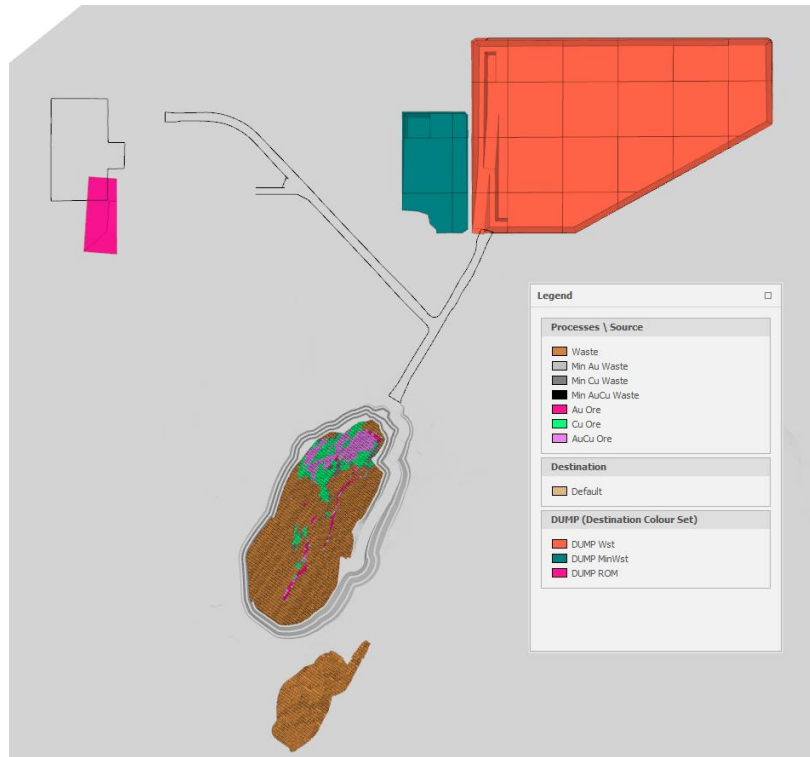 Legend
Processes \ Source
Waste
Min Au Waste
Min Cu Waste
Min AuCu Waste
Au Ore
Cu Ore
AuCu Ore
Destination
Default
DUMP (Destination Colour Set)
DUMP Wst
DUMP MinWst
DUMP ROM